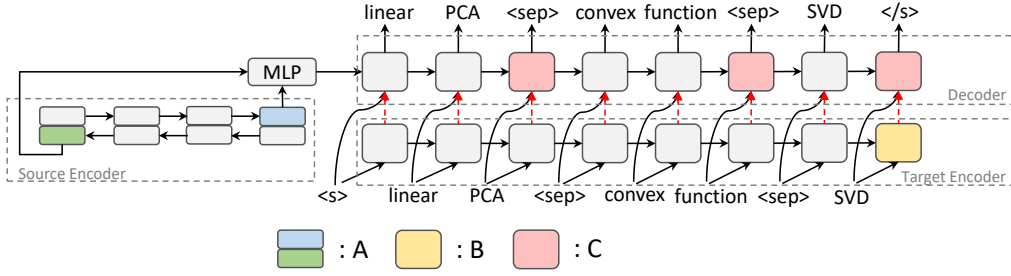 linear PCA <sep> convex function <sep> SVD </s>
MLP
Decoder
Source Encoder
Target Encoder
<s> linear PCA <sep> convex function <sep> SVD
: A : B : C